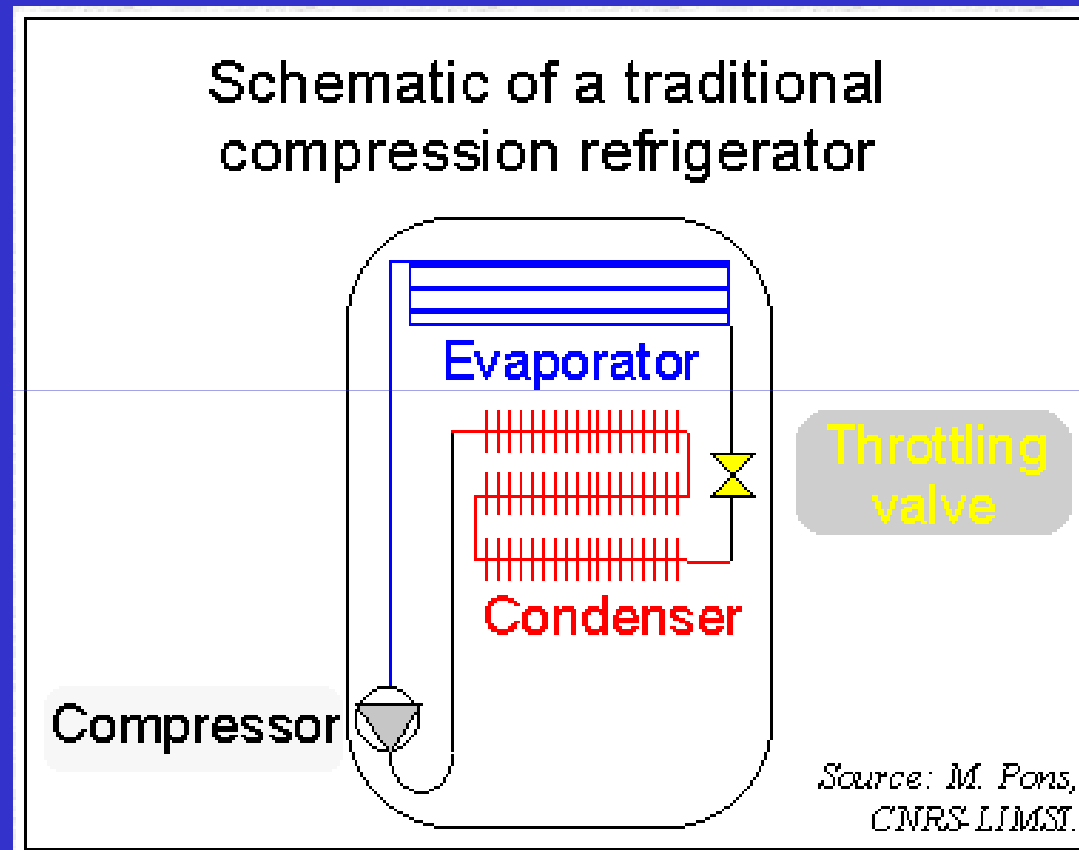 Schematic of a traditional
compression refrigerator
Evaporator
Throttling
valve
Condenser
Compressor
Source: M. Pons,
CNRS-LIMSI.